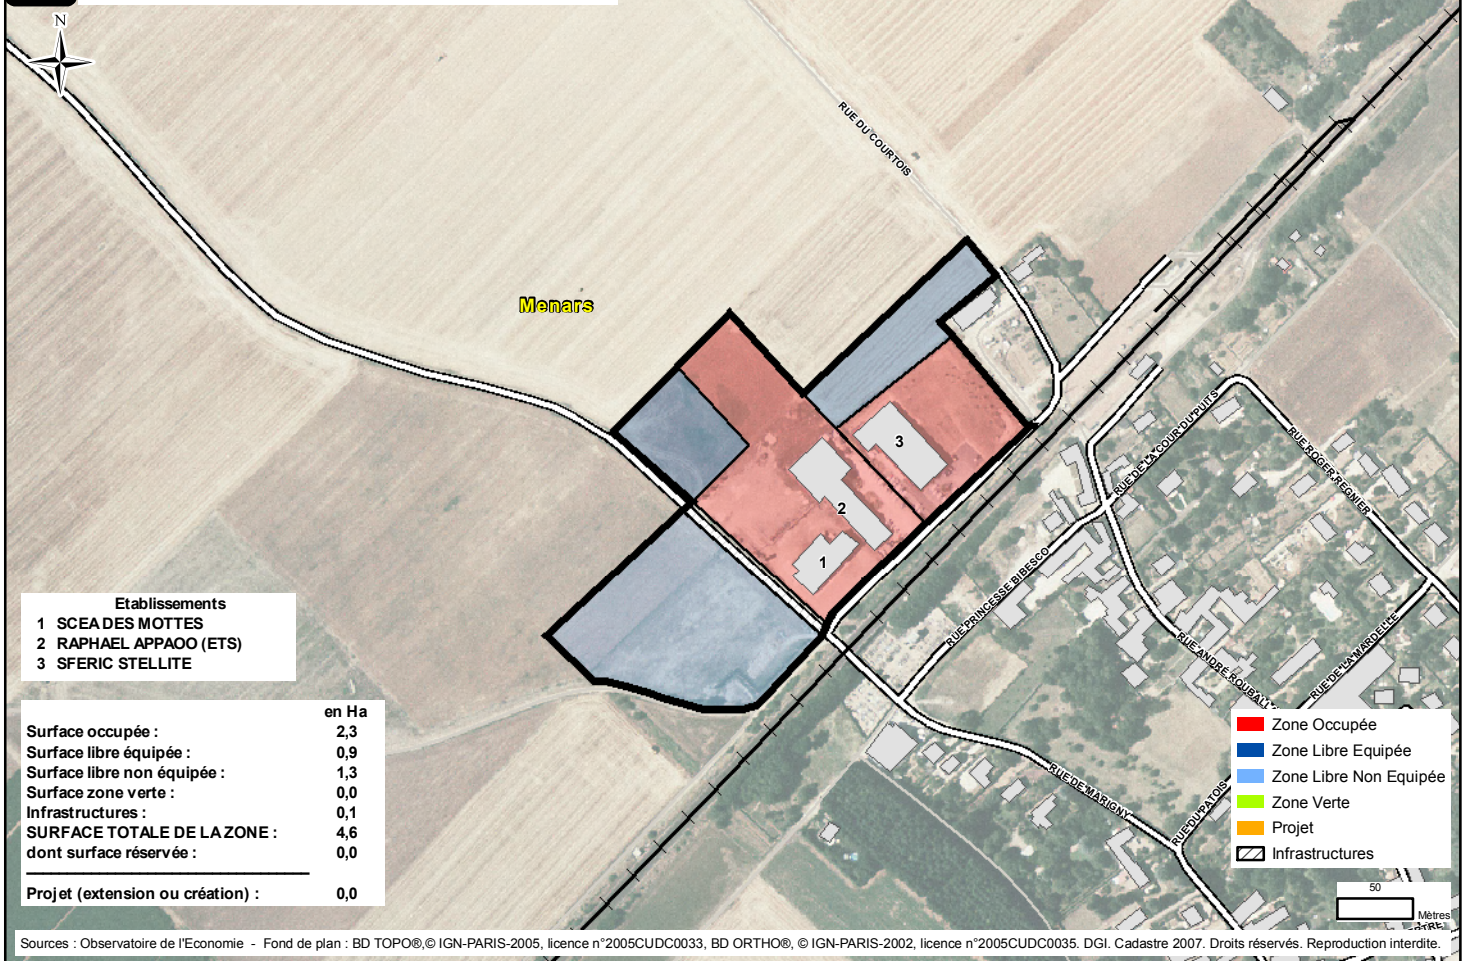 N
RUE DU COURTOIS
Menars
3
2
1
RUE DE LA COUR DU PUITS
RUE ROGER REGNIER
RUE PRINCESSE BIBESCO
RUE ANDRÉ ROUBALL
RUE DE LA MARDELLE
RUE DE MARIGNY
RUE DU PATOIS
Etablissements
1 SCEA DES MOTTES
2 RAPHAEL APPAOO (ETS)
3 SFERIC STELLITE
en Ha
Surface occupée : 2,3
Surface libre équipée : 0,9
Surface libre non équipée : 1,3
Surface zone verte : 0,0
Infrastructures : 0,1
SURFACE TOTALE DE LA ZONE : 4,6
dont surface réservée : 0,0
Projet (extension ou création) : 0,0
Zone Occupée
Zone Libre Equipée
Zone Libre Non Equipée
Zone Verte
Projet
Infrastructures
50
Mètres
Sources : Observatoire de l'Economie - Fond de plan : BD TOPO®,© IGN-PARIS-2005, licence n°2005CUDC0033, BD ORTHO®, © IGN-PARIS-2002, licence n°2005CUDC0035. DGI. Cadastre 2007. Droits réservés. Reproduction interdite.